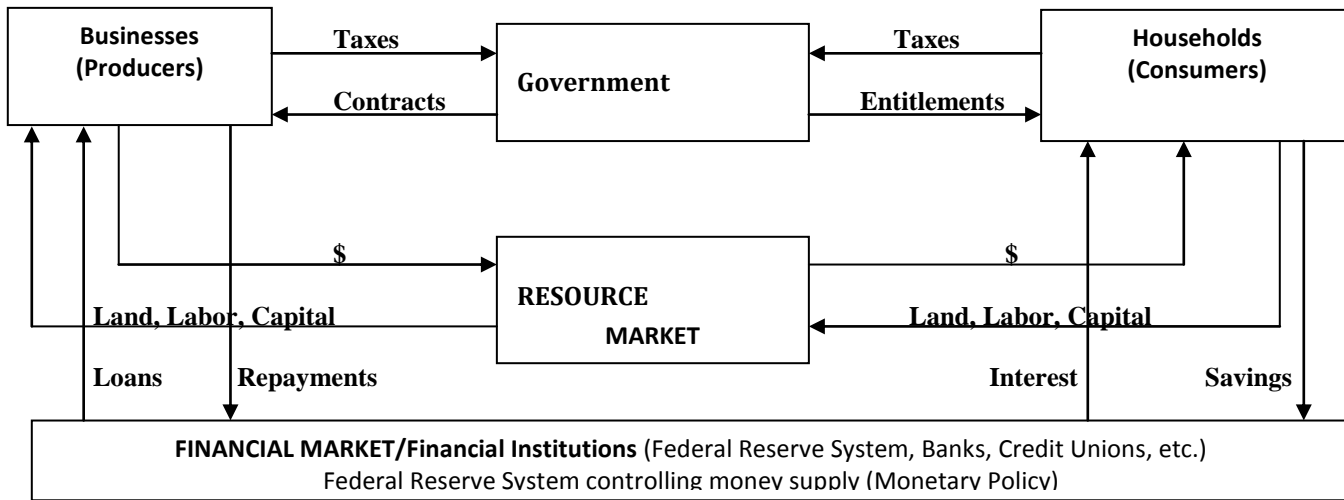 Businesses
(Producers)
Taxes
Contracts
Government
Taxes
Entitlements
Households
(Consumers)
$
$
RESOURCE
MARKET
Land, Labor, Capital
Land, Labor, Capital
Loans
Repayments
Interest
Savings
FINANCIAL MARKET/Financial Institutions (Federal Reserve System, Banks, Credit Unions, etc.)
Federal Reserve System controlling money supply (Monetary Policy)